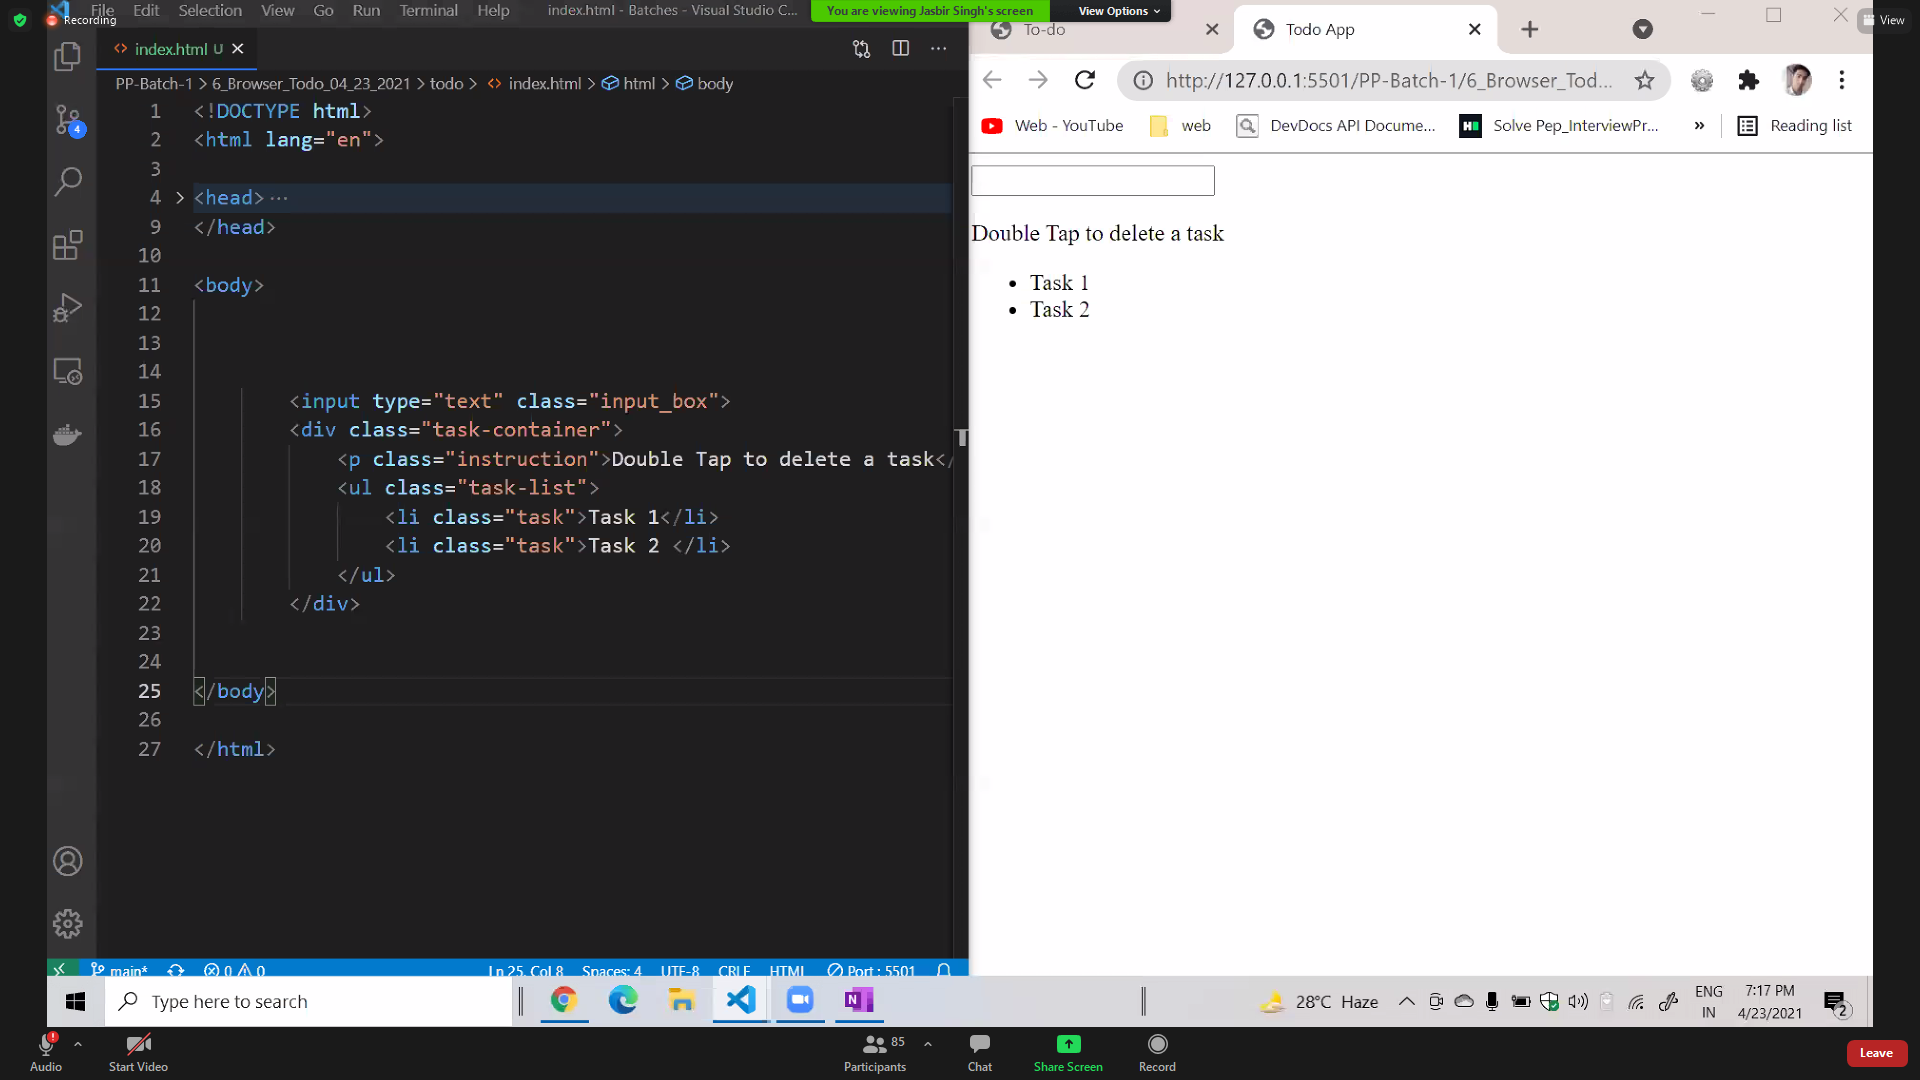 Recording
File Edit Selection View Go Run Terminal Help index.html - Batches - Visual Studio C...
You are viewing Jasbir Singh's screen View Options
View
index.html U
PP-Batch-1 > 6_Browser_Todo_04_23_2021 > todo > index.html > html > body
4
1 <!DOCTYPE html>
2 <html lang="en">
3
4 <head> ...
9 </head>
10
11 <body>
12
13
14
15 <input type="text" class="input_box">
16 <div class="task-container">
17 <p class="instruction">Double Tap to delete a task</
18 <ul class="task-list">
19 <li class="task">Task 1</li>
20 <li class="task">Task 2 </li>
21 </ul>
22 </div>
23
24
25 </body>
26
27 </html>
main* 0 0 Ln 25, Col 8 Spaces: 4 UTF-8 CRLF HTML Port : 5501
To-do
Todo App
http://127.0.0.1:5501/PP-Batch-1/6_Browser_Tod...
Web - YouTube web DevDocs API Docume... Solve Pep_InterviewPr... » Reading list
Double Tap to delete a task
• Task 1
• Task 2
Type here to search
28°C Haze
ENG
IN
7:17 PM
4/23/2021
2
Audio
Start Video
85
Participants
Chat
Share Screen
Record
Leave